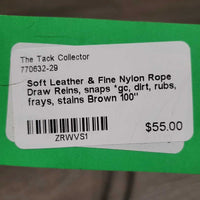 The Tack Collector
770632-29
Soft Leather & Fine Nylon Rope
Draw Reins, snaps *gc, dirt, rubs,
frays, stains Brown 100"
$55.00
ZRWVS1